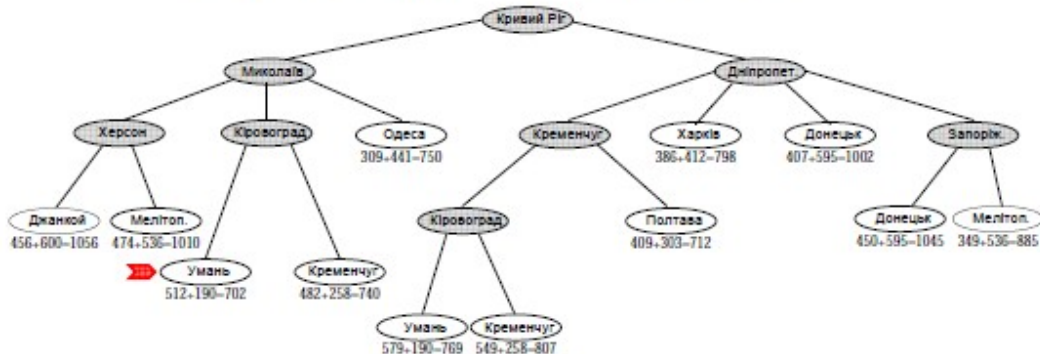 Кривий Ріг
Миколаїв
Дніпропет.
Херсон
Кіровоград
Одеса
309+441=750
Кременчуг
Харків
386+412=798
Донецьк
407+595=1002
Запоріж.
Джанкой
456+600=1056
Мелітоп.
474+536=1010
Кіровоград
Полтава
409+303=712
Донецьк
450+595=1045
Мелітоп.
349+536=885
Умань
512+190=702
Кременчуг
482+258=740
Умань
579+190=769
Кременчуг
549+258=807